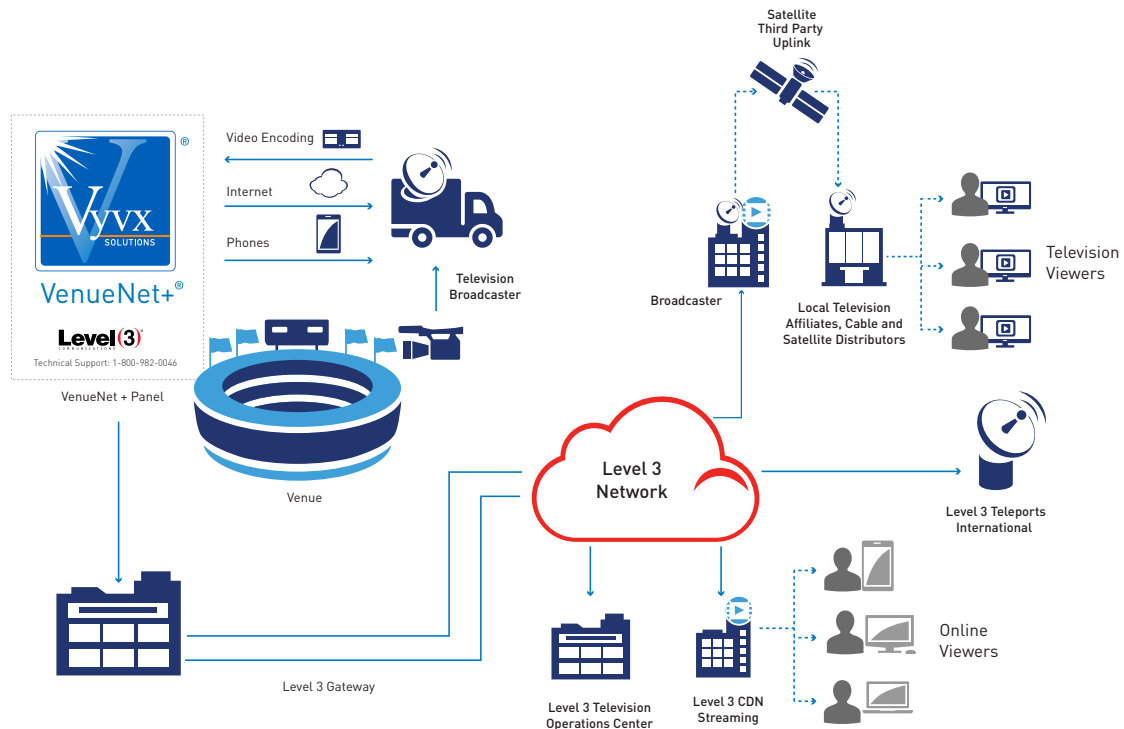 Satellite
Third Party
Uplink
Vyvx
SOLUTIONS
®
VenueNet+®
Level(3)®
COMMUNICATIONS
Technical Support: 1-800-982-0046
VenueNet + Panel
Video Encoding
Internet
Phones
Television
Broadcaster
Venue
Broadcaster
Local Television
Affiliates, Cable and
Satellite Distributors
Television
Viewers
Level 3
Network
Level 3 Teleports
International
Level 3 Gateway
Level 3 Television
Operations Center
Level 3 CDN
Streaming
Online
Viewers